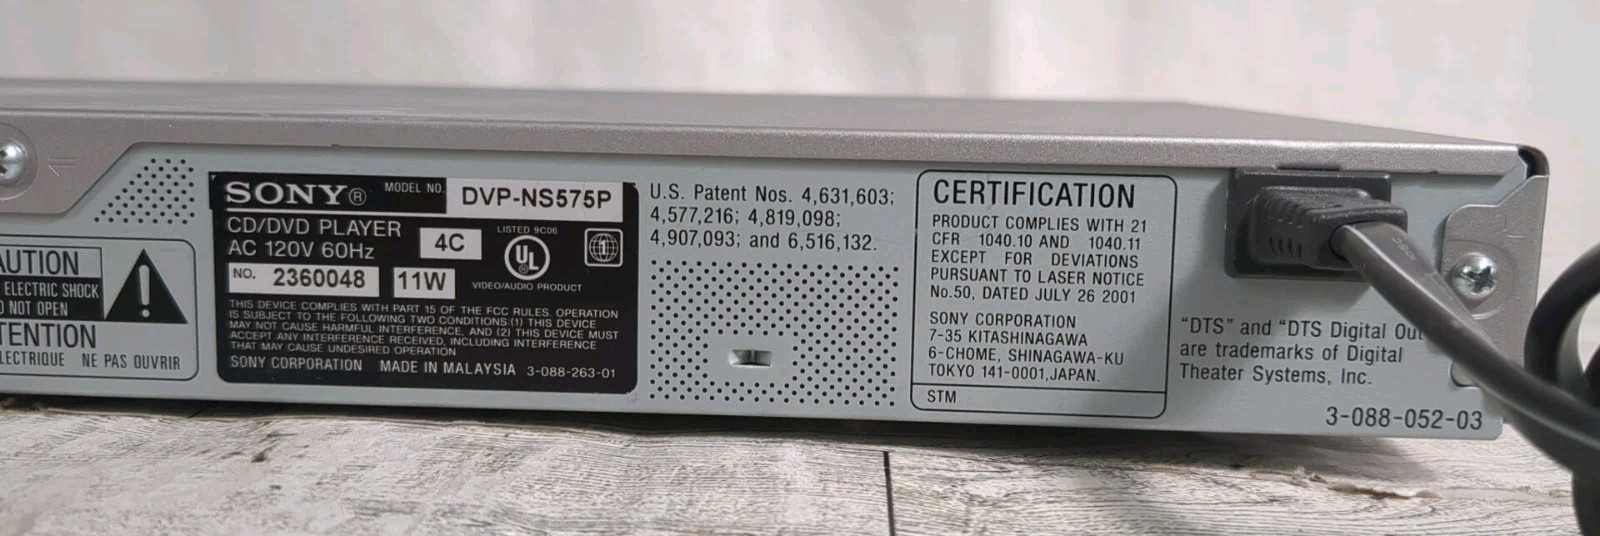 AUTION
ELECTRIC SHOCK
O NOT OPEN
TENTION
LECTRIQUE NE PAS OUVRIR
SONY® MODEL NO. DVP-NS575P
CD/DVD PLAYER
AC 120V 60Hz
4C
LISTED 9C06
UL ®
1
VIDEO/AUDIO PRODUCT
NO. 2360048 11W
THIS DEVICE COMPLIES WITH PART 15 OF THE FCC RULES. OPERATION
IS SUBJECT TO THE FOLLOWING TWO CONDITIONS:(1) THIS DEVICE
MAY NOT CAUSE HARMFUL INTERFERENCE, AND (2) THIS DEVICE MUST
ACCEPT ANY INTERFERENCE RECEIVED, INCLUDING INTERFERENCE
THAT MAY CAUSE UNDESIRED OPERATION
SONY CORPORATION MADE IN MALAYSIA 3-088-263-01
U.S. Patent Nos. 4,631,603;
4,577,216; 4,819,098;
4,907,093; and 6,516,132.
CERTIFICATION
PRODUCT COMPLIES WITH 21
CFR 1040.10 AND 1040.11
EXCEPT FOR DEVIATIONS
PURSUANT TO LASER NOTICE
No.50, DATED JULY 26 2001
SONY CORPORATION
7-35 KITASHINAGAWA
6-CHOME, SHINAGAWA-KU
TOKYO 141-0001,JAPAN.
STM
"DTS" and "DTS Digital Ou
are trademarks of Digital
Theater Systems, Inc.
3-088-052-03